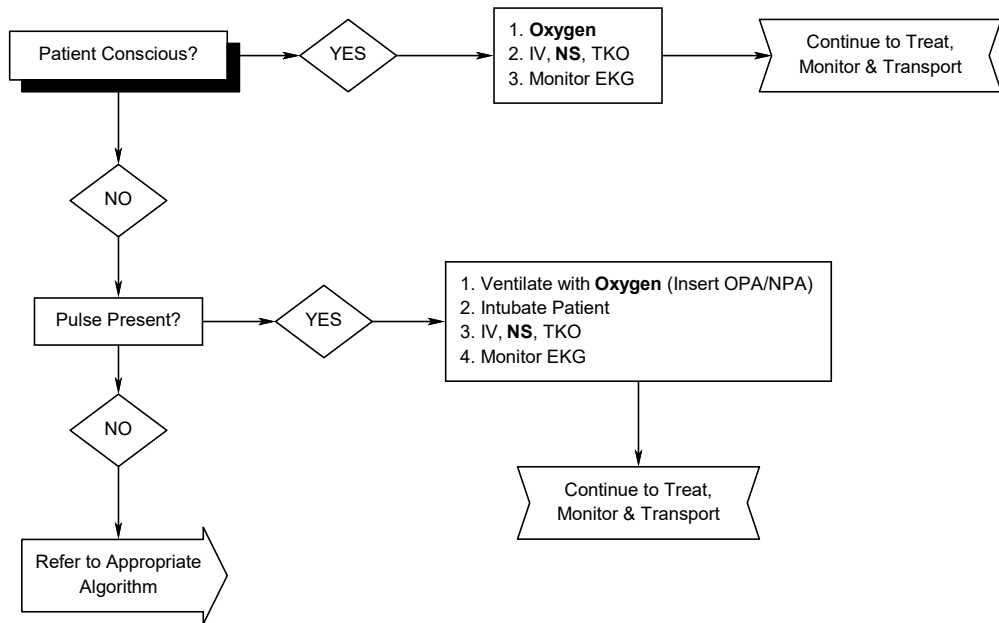 Patient Conscious?
YES
1. Oxygen
2. IV, NS, TKO
3. Monitor EKG
Continue to Treat,
Monitor & Transport
NO
Pulse Present?
YES
1. Ventilate with Oxygen (Insert OPA/NPA)
2. Intubate Patient
3. IV, NS, TKO
4. Monitor EKG
NO
Continue to Treat,
Monitor & Transport
Refer to Appropriate
Algorithm